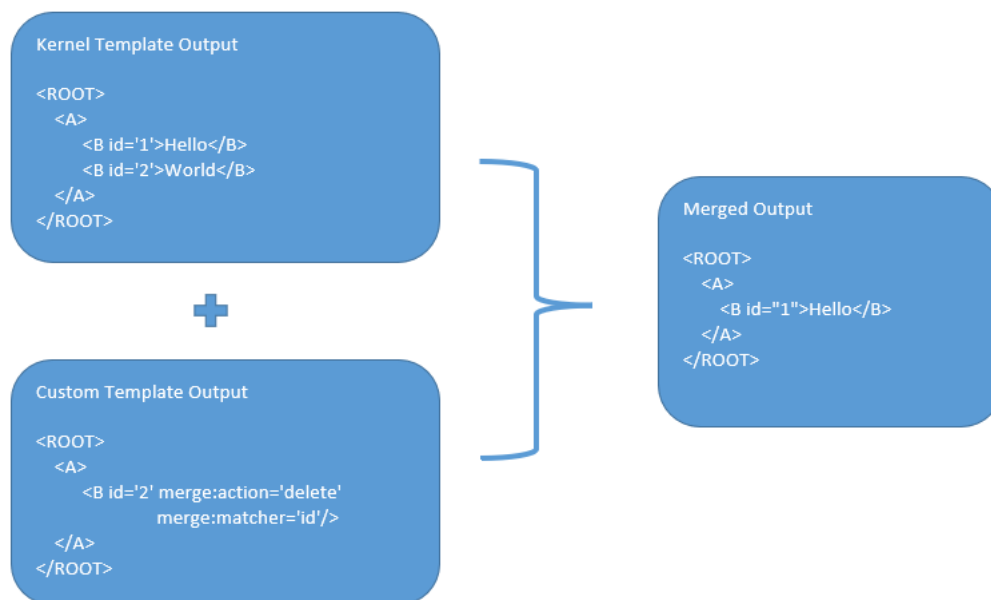 Kernel Template Output
<ROOT>
<A>
<B id='1'>Hello</B>
<B id='2'>World</B>
</A>
</ROOT>
Custom Template Output
<ROOT>
<A>
<B id='2' merge:action='delete'
merge:matcher='id'/>
</A>
</ROOT>
Merged Output
<ROOT>
<A>
<B id="1">Hello</B>
</A>
</ROOT>